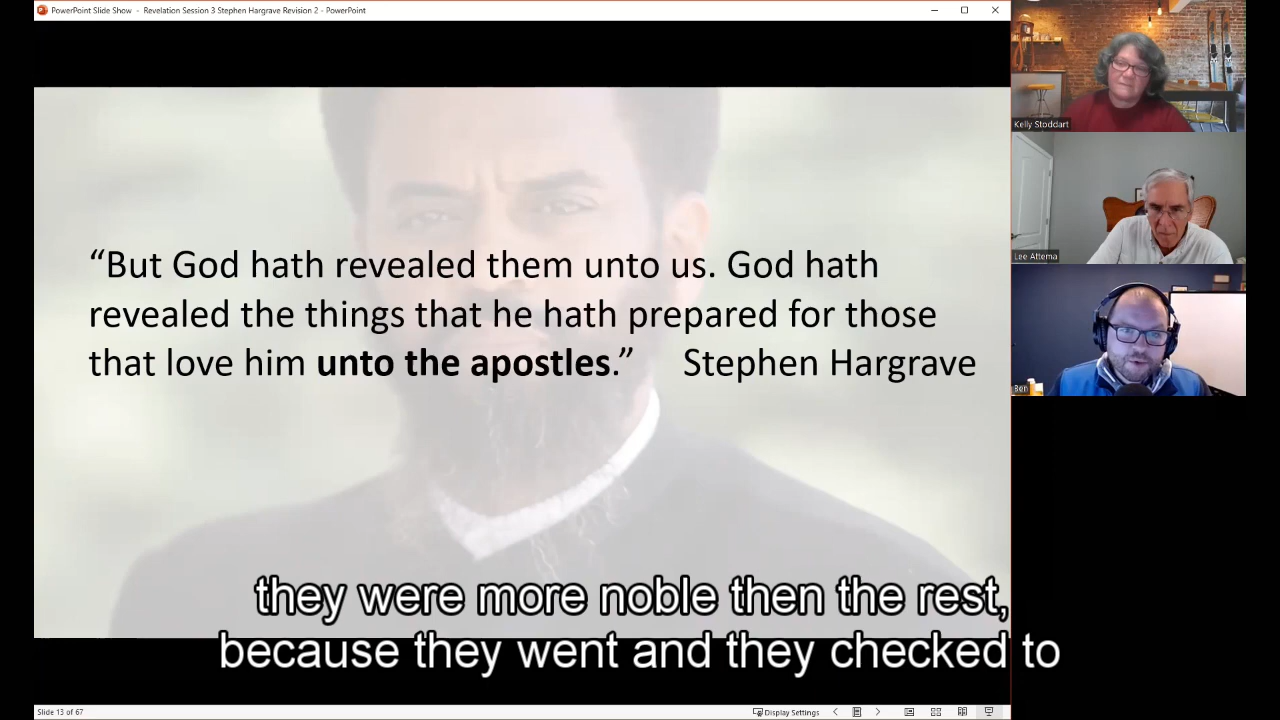 PowerPoint Slide Show - Revelation Session 3 Stephen Hargrave Revision 2 - PowerPoint
“But God hath revealed them unto us. God hath
revealed the things that he hath prepared for those
that love him unto the apostles.” Stephen Hargrave
they were more noble then the rest,
because they went and they checked to
Kelly Stoddart
Lee Attema
Ben
Slide 13 of 67
Display Settings